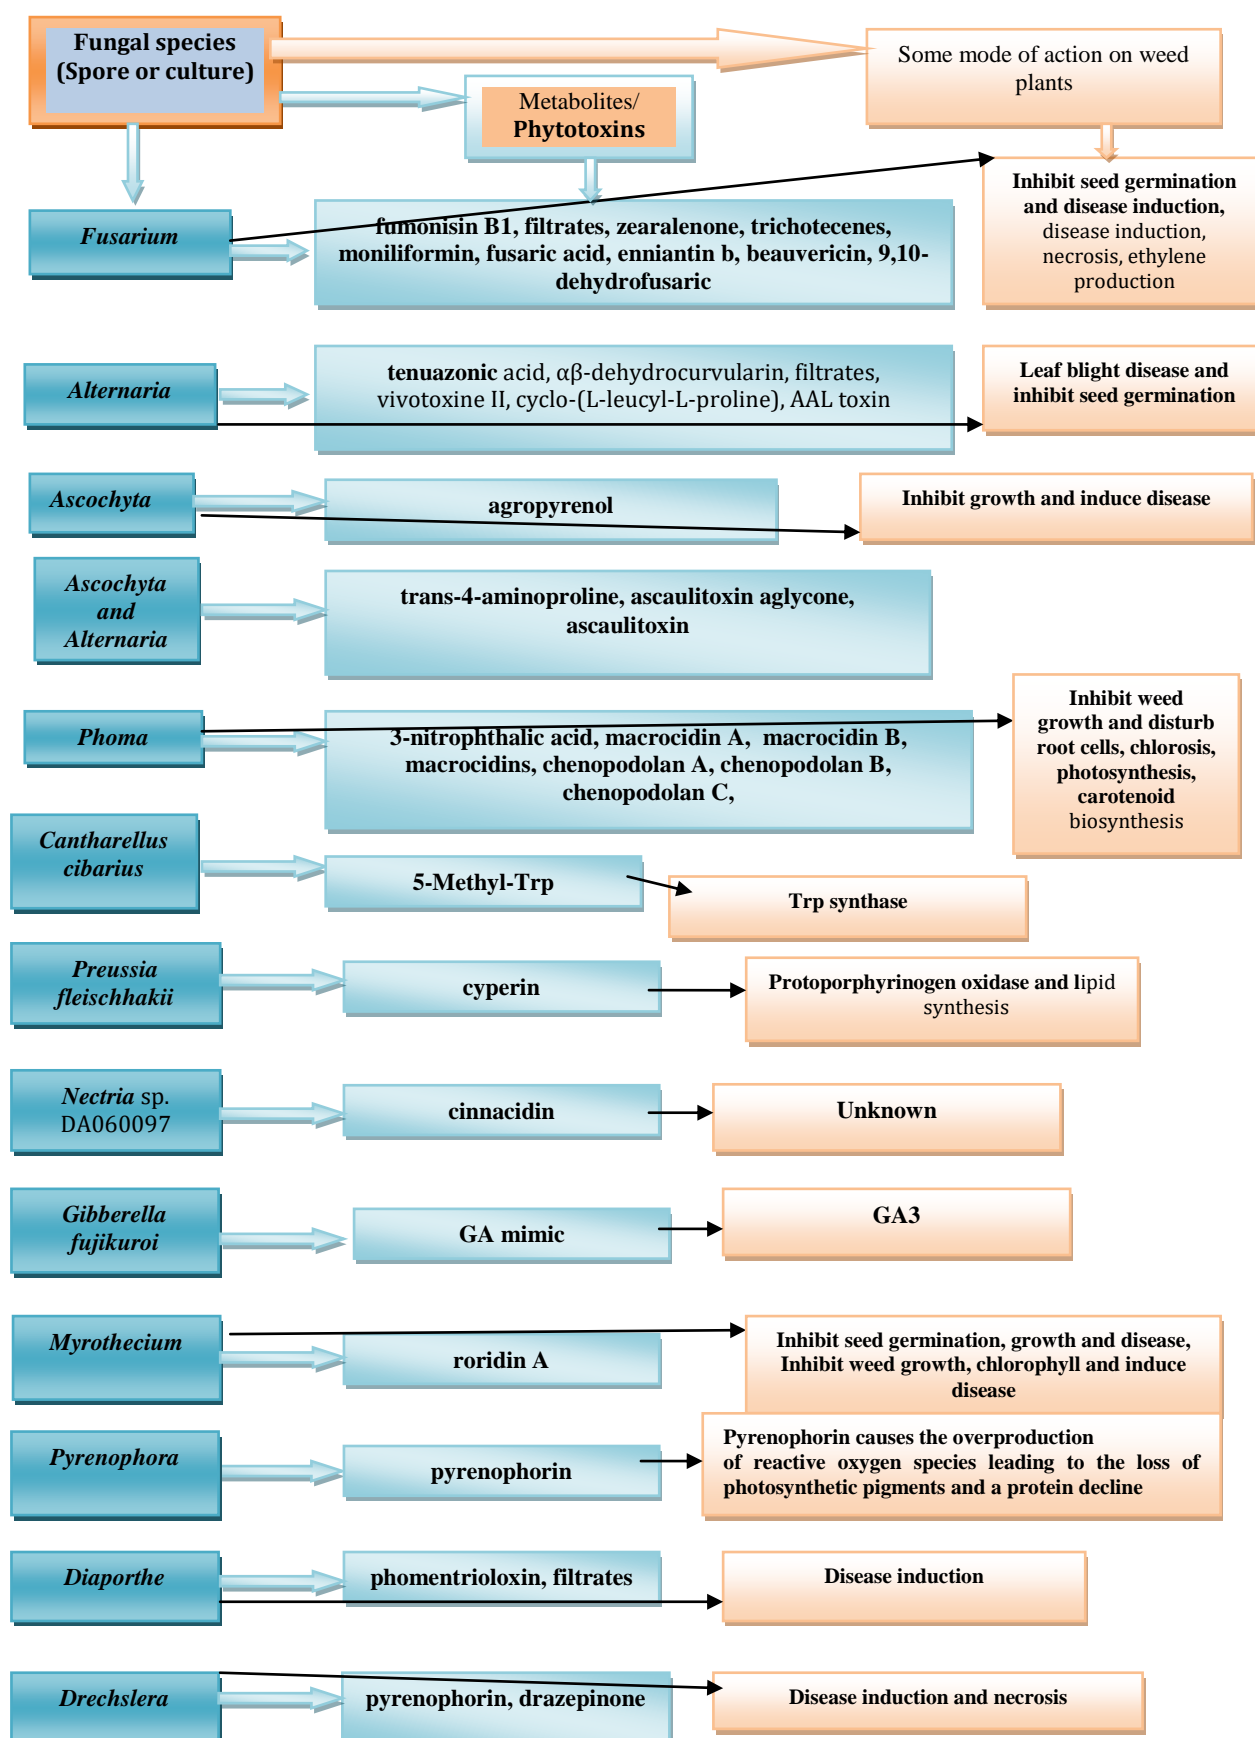 Fungal species
(Spore or culture)
Some mode of action on weed
plants
Metabolites/
Phytotoxins
Fusarium
fumonisin B1, filtrates, zearalenone, trichotecenes,
moniliformin, fusaric acid, enniantin b, beauvericin, 9,10-
dehydrofusaric
Inhibit seed germination
and disease induction,
disease induction,
necrosis, ethylene
production
Alternaria
tenuazonic acid, αβ-dehydrocurvularin, filtrates,
vivotoxine II, cyclo-(L-leucyl-L-proline), AAL toxin
Leaf blight disease and
inhibit seed germination
Ascochyta
agropyrenol
Inhibit growth and induce disease
Ascochyta
and
Alternaria
trans-4-aminoproline, ascaulitoxin aglycone,
ascaulitoxin
Phoma
3-nitrophthalic acid, macrocidin A, macrocidin B,
macrocidins, chenopodolan A, chenopodolan B,
chenopodolan C,
Inhibit weed
growth and disturb
root cells, chlorosis,
photosynthesis,
carotenoid
biosynthesis
Cantharellus
cibarius
5-Methyl-Trp
Trp synthase
Preussia
fleischhakii
cyperin
Protoporphyrinogen oxidase and lipid
synthesis
Nectria sp.
DA060097
cinnacidin
Unknown
Gibberella
fujikuroi
GA mimic
GA3
Myrothecium
roridin A
Inhibit seed germination, growth and disease,
Inhibit weed growth, chlorophyll and induce
disease
Pyrenophora
pyrenophorin
Pyrenophorin causes the overproduction
of reactive oxygen species leading to the loss of
photosynthetic pigments and a protein decline
Diaporthe
phomentrioloxin, filtrates
Disease induction
Drechslera
pyrenophorin, drazepinone
Disease induction and necrosis